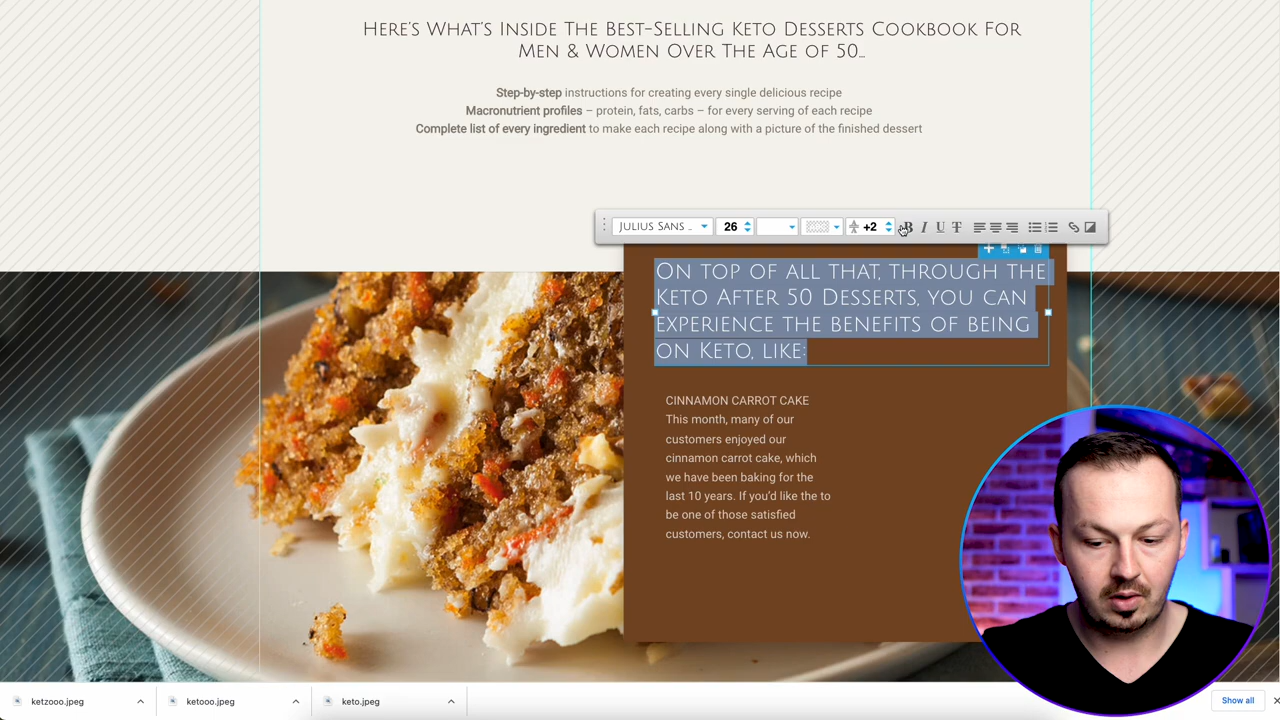 Here's What's Inside The Best-Selling Keto Desserts Cookbook For
Men & Women Over The Age of 50…
Step-by-step instructions for creating every single delicious recipe
Macronutrient profiles – protein, fats, carbs – for every serving of each recipe
Complete list of every ingredient to make each recipe along with a picture of the finished dessert
Julius Sans ... 26 +2 B I U T
On top of all that, through the
Keto After 50 Desserts, you can
experience the benefits of being
on Keto, like:
CINNAMON CARROT CAKE
This month, many of our
customers enjoyed our
cinnamon carrot cake, which
we have been baking for the
last 10 years. If you'd like the to
be one of those satisfied
customers, contact us now.
ketzooo.jpeg ketooo.jpeg keto.jpeg Show all